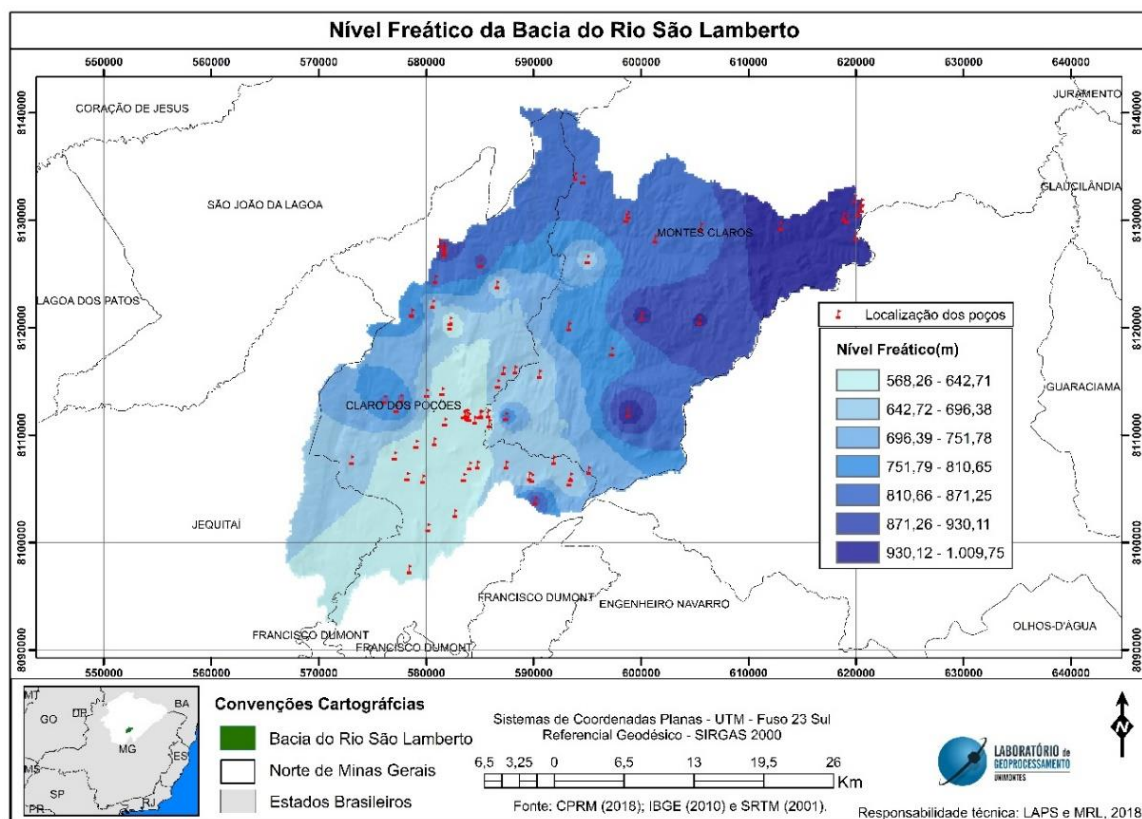 Nível Freático da Bacia do Rio São Lamberto
550000 560000 570000 580000 590000 600000 610000 620000 630000 640000
8140000
8140000
CORAÇÃO DE JESUS
JURAMENTO
GLAUCILÂNDIA
SÃO JOÃO DA LAGOA
8130000
8130000
MONTES CLAROS
LAGOA DOS PATOS
8120000
8120000
Localização dos poços
Nível Freático(m)
568,26 - 642,71
642,72 - 696,38
696,39 - 751,78
751,79 - 810,65
810,66 - 871,25
871,26 - 930,11
930,12 - 1.009,75
GUARACIAMA
CLARO DOS POÇÕES
8110000
8110000
JEQUITAÍ
8100000
8100000
FRANCISCO DUMONT
ENGENHEIRO NAVARRO
OLHOS-D'ÁGUA
FRANCISCO DUMONT
FRANCISCO DUMONT
8090000
8090000
550000 560000 570000 580000 590000 600000 610000 620000 630000 640000
MT
GO
DF
BA
MG
ES
MS
SP
RJ
PR
Convenções Cartográfcias
Bacia do Rio São Lamberto
Norte de Minas Gerais
Estados Brasileiros
Sistemas de Coordenadas Planas - UTM - Fuso 23 Sul
Referencial Geodésico - SIRGAS 2000
6,5 3,25 0 6,5 13 19,5 26
Km
Fonte: CPRM (2018); IBGE (2010) e SRTM (2001).
N
LABORATÓRIO de
GEOPROCESSAMENTO
UNIMONTES
Responsabilidade técnica: LAPS e MRL, 2018